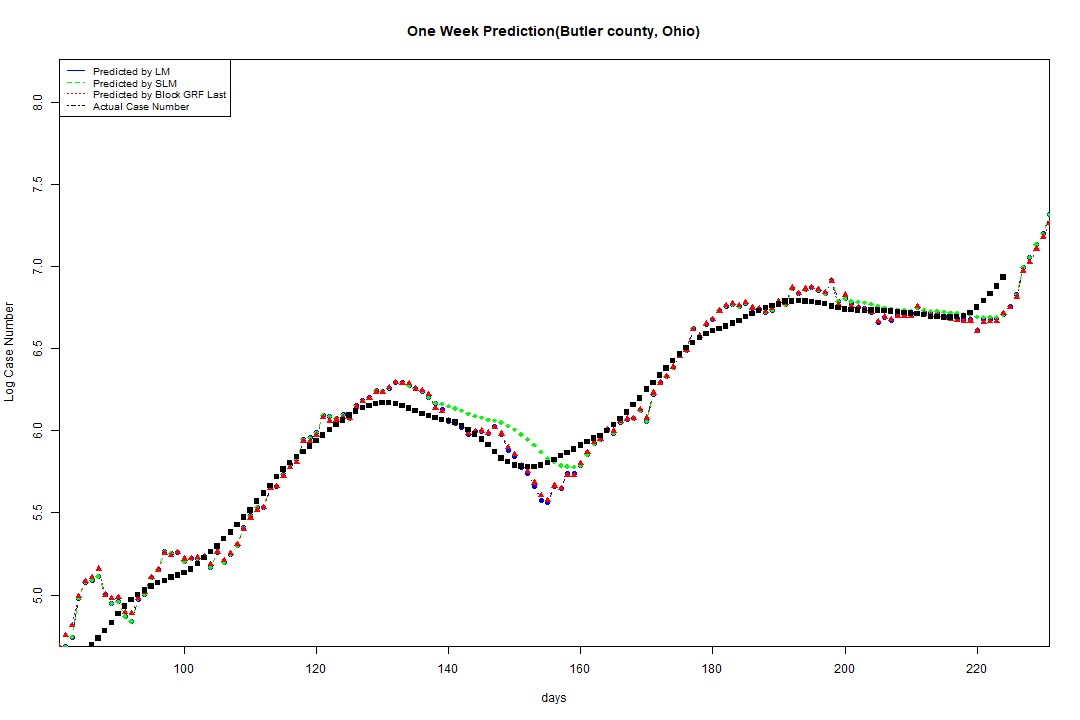 One Week Prediction(Butler county, Ohio)
Predicted by LM
Predicted by SLM
Predicted by Block GRF Last
Actual Case Number
8.0
7.5
7.0
6.5
6.0
5.5
5.0
Log Case Number
100 120 140 160 180 200 220
days